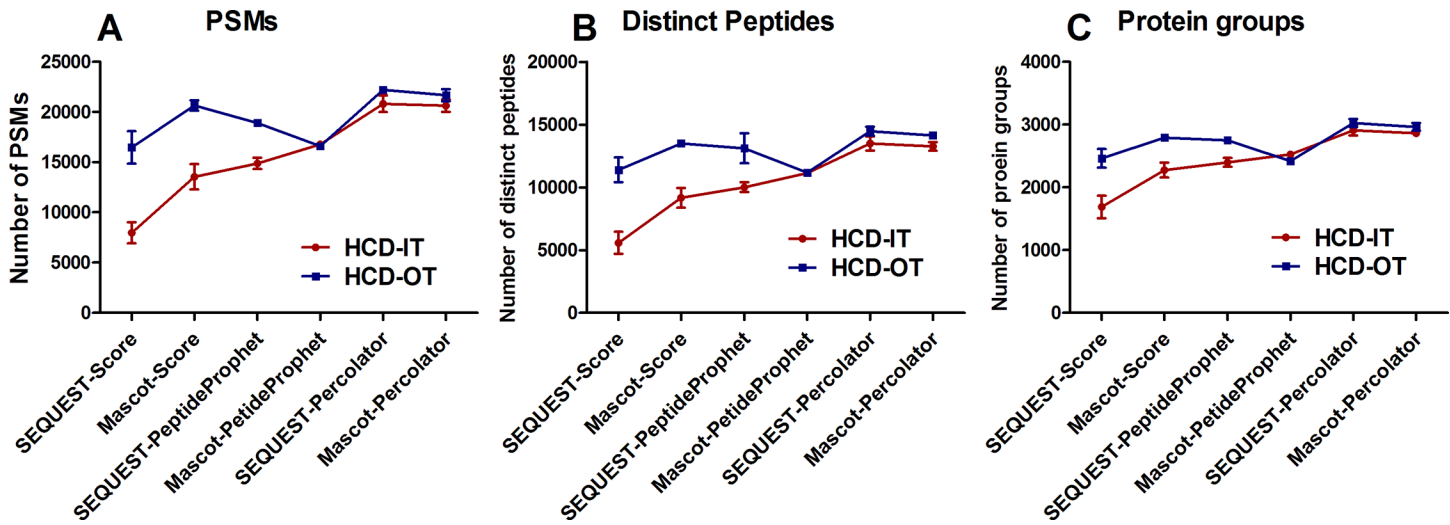 A PSMs
Number of PSMs
25000
20000
15000
10000
5000
0
HCD-IT
HCD-OT
SEQUEST-Score
Mascot-Score
SEQUEST-PeptideProphet
Mascot-PetideProphet
SEQUEST-Percolator
Mascot-Percolator
B Distinct Peptides
Number of distinct peptides
20000
15000
10000
5000
0
HCD-IT
HCD-OT
SEQUEST-Score
Mascot-Score
SEQUEST-PeptideProphet
Mascot-PetideProphet
SEQUEST-Percolator
Mascot-Percolator
C Protein groups
Number of proein groups
4000
3000
2000
1000
0
HCD-IT
HCD-OT
SEQUEST-Score
Mascot-Score
SEQUEST-PeptideProphet
Mascot-PetideProphet
SEQUEST-Percolator
Mascot-Percolator